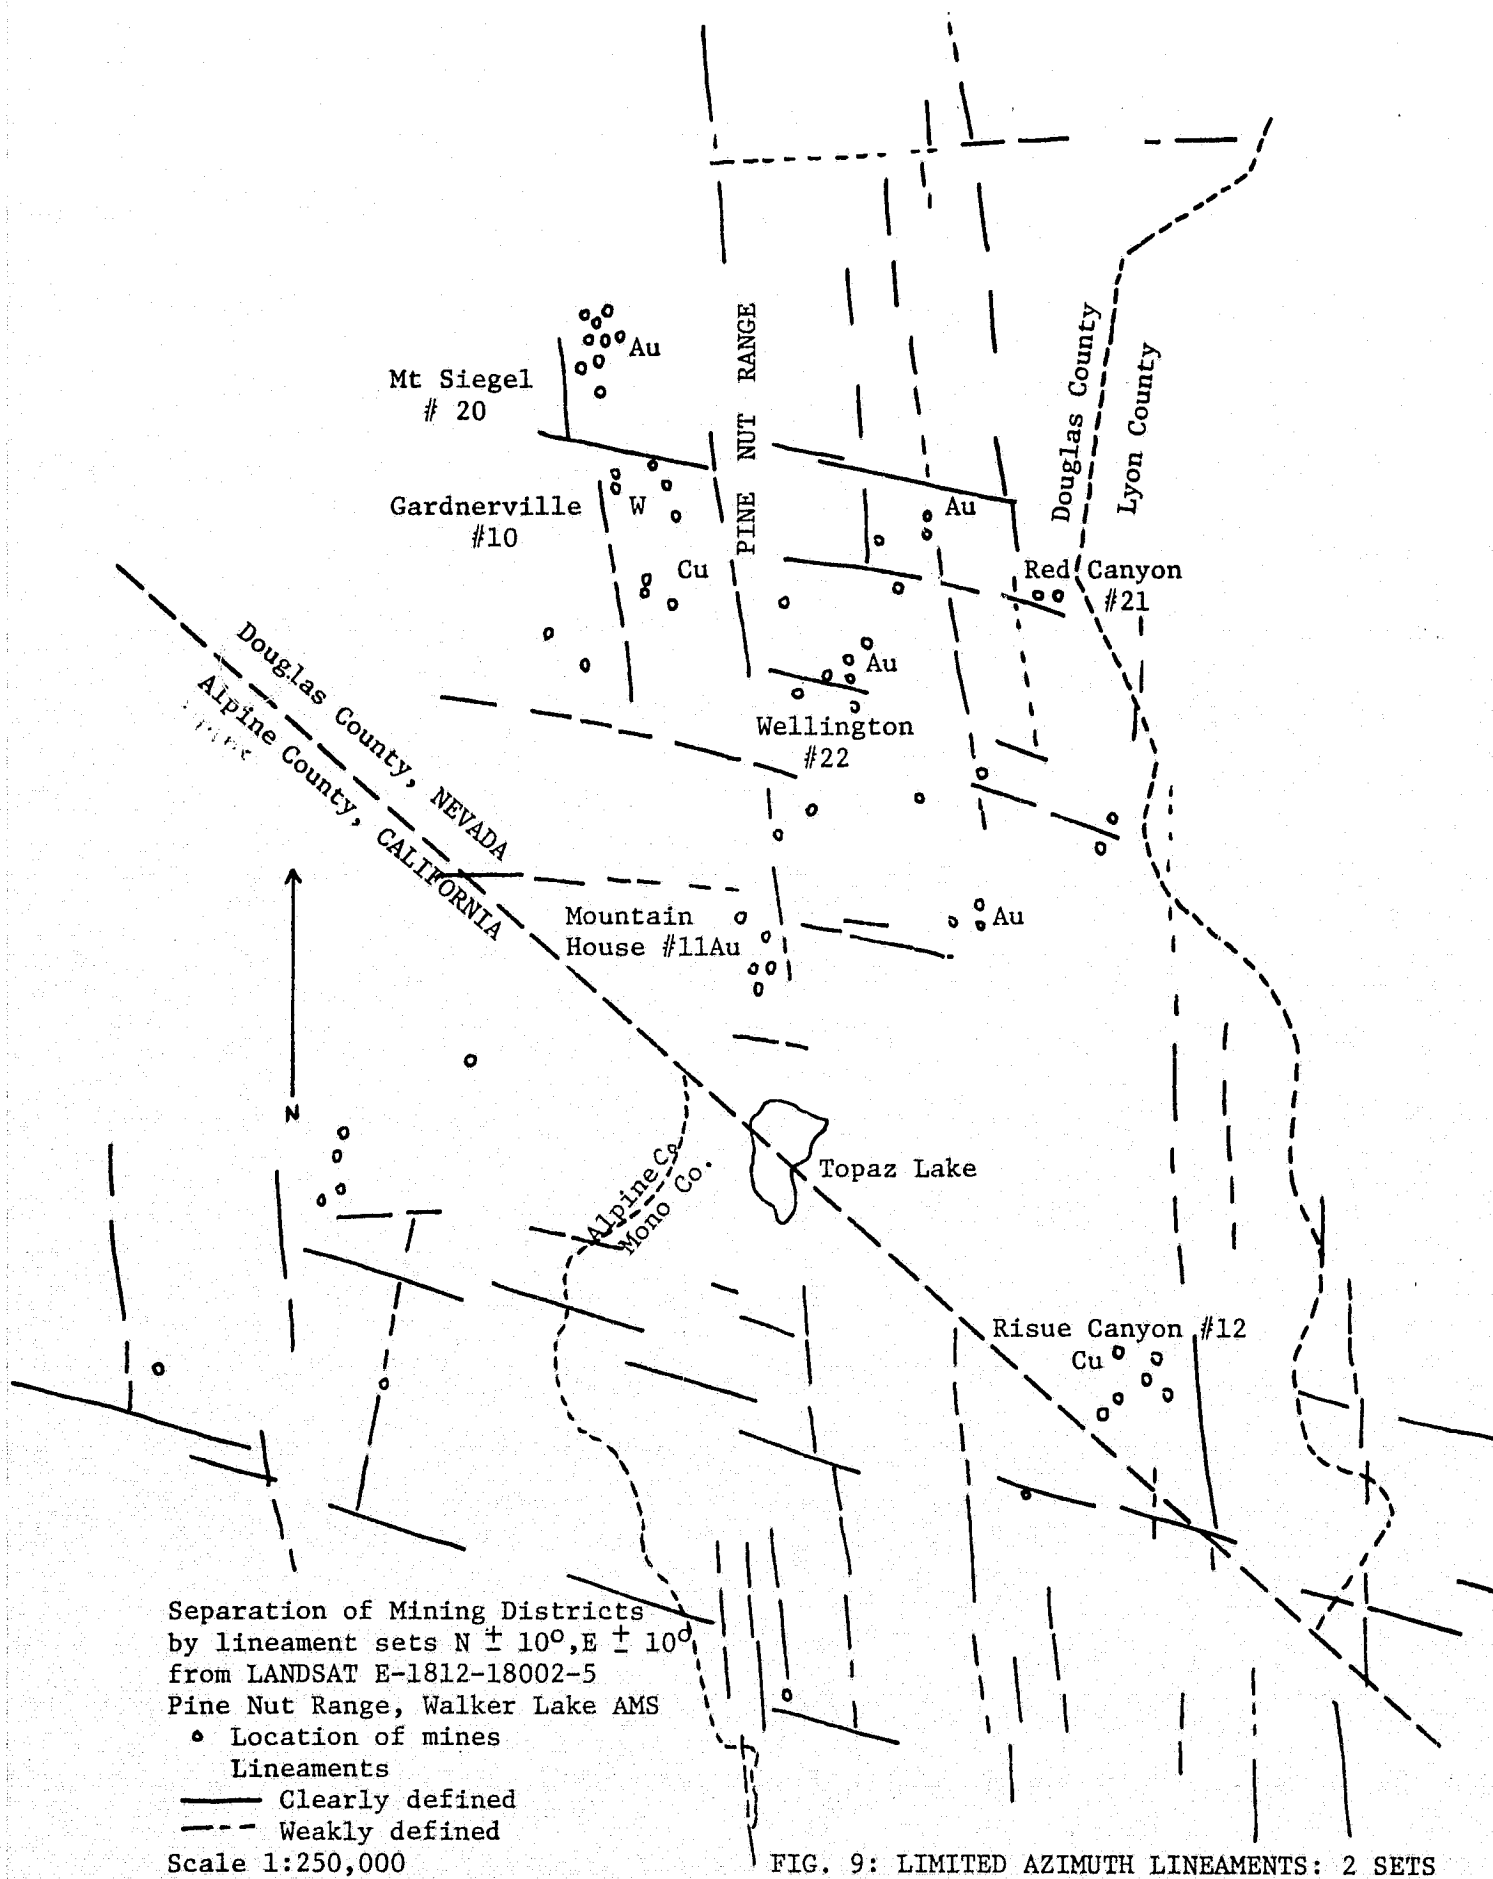 Au
Mt Siegel
# 20
PINE NUT RANGE
Douglas County
Lyon County
Gardnerville
#10
W
Au
Cu
Red Canyon
#21
Au
Wellington
#22
Douglas County, NEVADA
Alpine County, CALIFORNIA
Mountain
House #11Au
Au
N
Alpine Co
Mono Co.
Topaz Lake
Risue Canyon #12
Cu
Separation of Mining Districts
by lineament sets N ± 10°,E ± 10°
from LANDSAT E-1812-18002-5
Pine Nut Range, Walker Lake AMS
Location of mines
Lineaments
Clearly defined
Weakly defined
Scale 1:250,000
FIG. 9: LIMITED AZIMUTH LINEAMENTS: 2 SETS